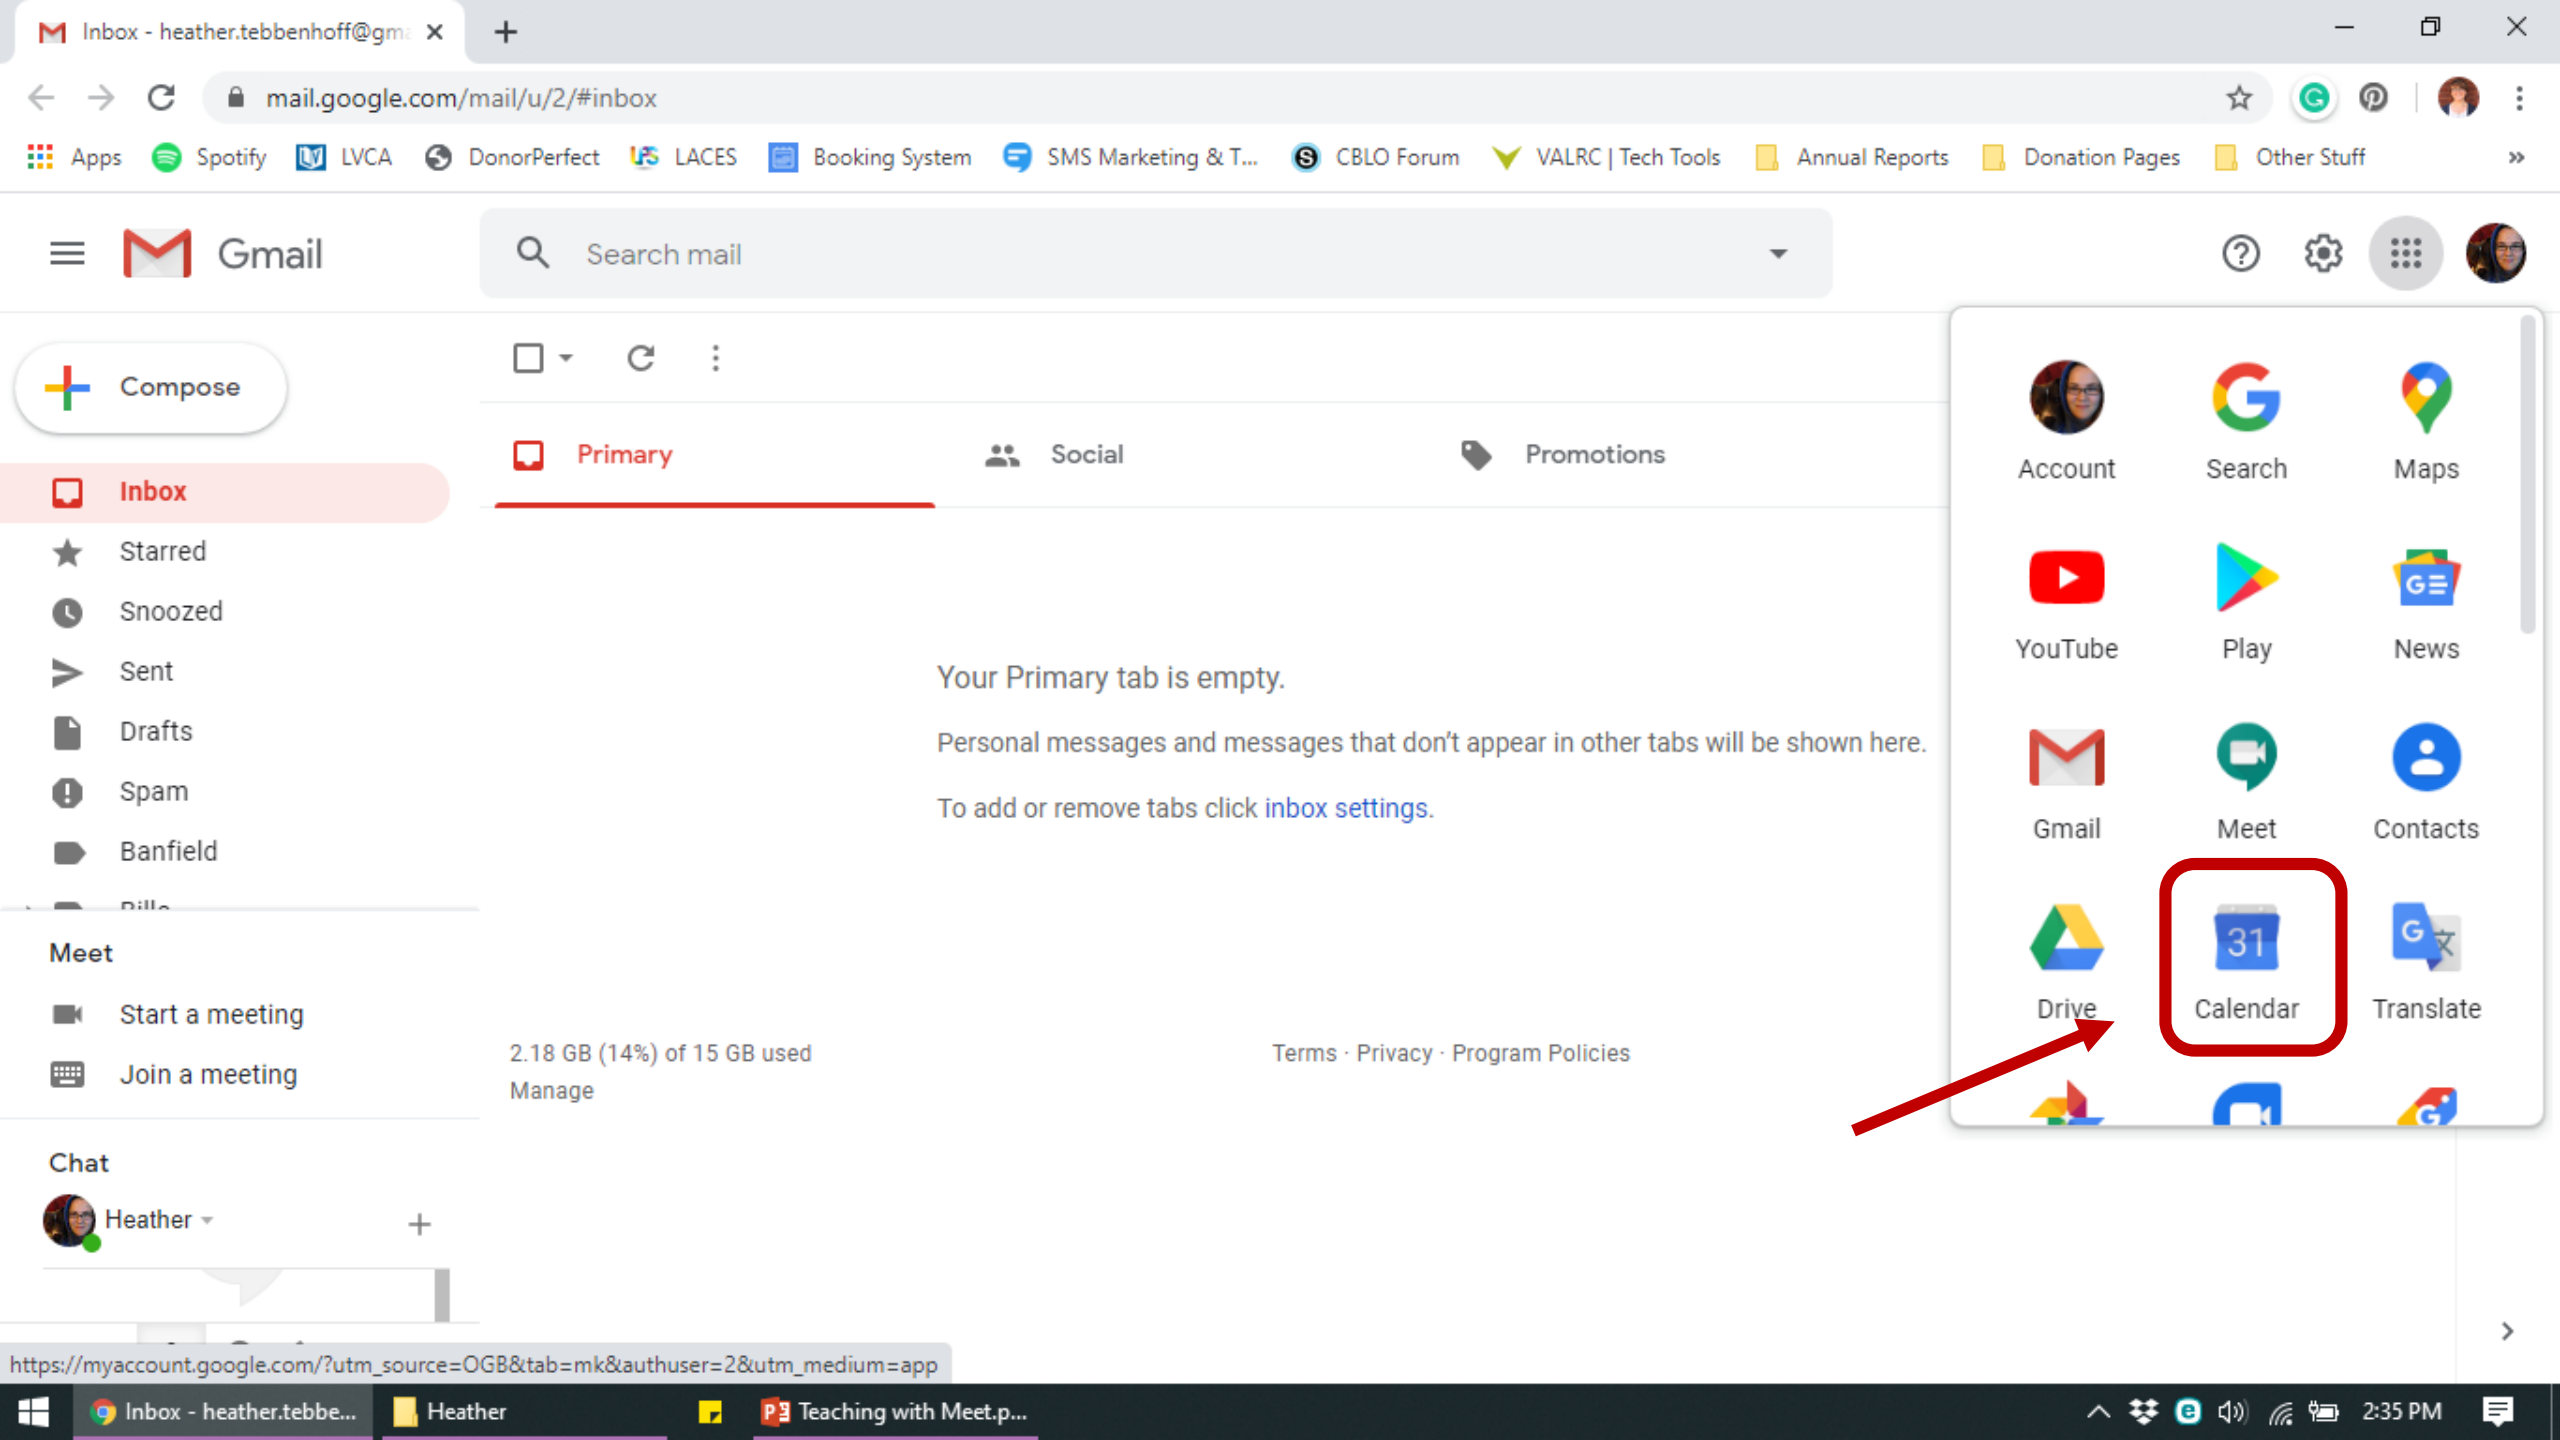 Inbox - heather.tebbenhoff@gma
mail.google.com/mail/u/2/#inbox
Apps Spotify LVCA DonorPerfect LACES Booking System SMS Marketing & T... CBLO Forum VALRC | Tech Tools Annual Reports Donation Pages Other Stuff »
Gmail
Search mail
Compose
Inbox
Starred
Snoozed
Sent
Drafts
Spam
Banfield
Bills
Meet
Start a meeting
Join a meeting
Chat
Heather
Primary
Social
Promotions
Your Primary tab is empty.
Personal messages and messages that don't appear in other tabs will be shown here.
To add or remove tabs click inbox settings.
2.18 GB (14%) of 15 GB used
Manage
Terms · Privacy · Program Policies
Account Search Maps
YouTube Play News
Gmail Meet Contacts
31
Drive Calendar Translate
https://myaccount.google.com/?utm_source=OGB&tab=mk&authuser=2&utm_medium=app
Inbox - heather.tebbe... Heather Teaching with Meet.p... 2:35 PM